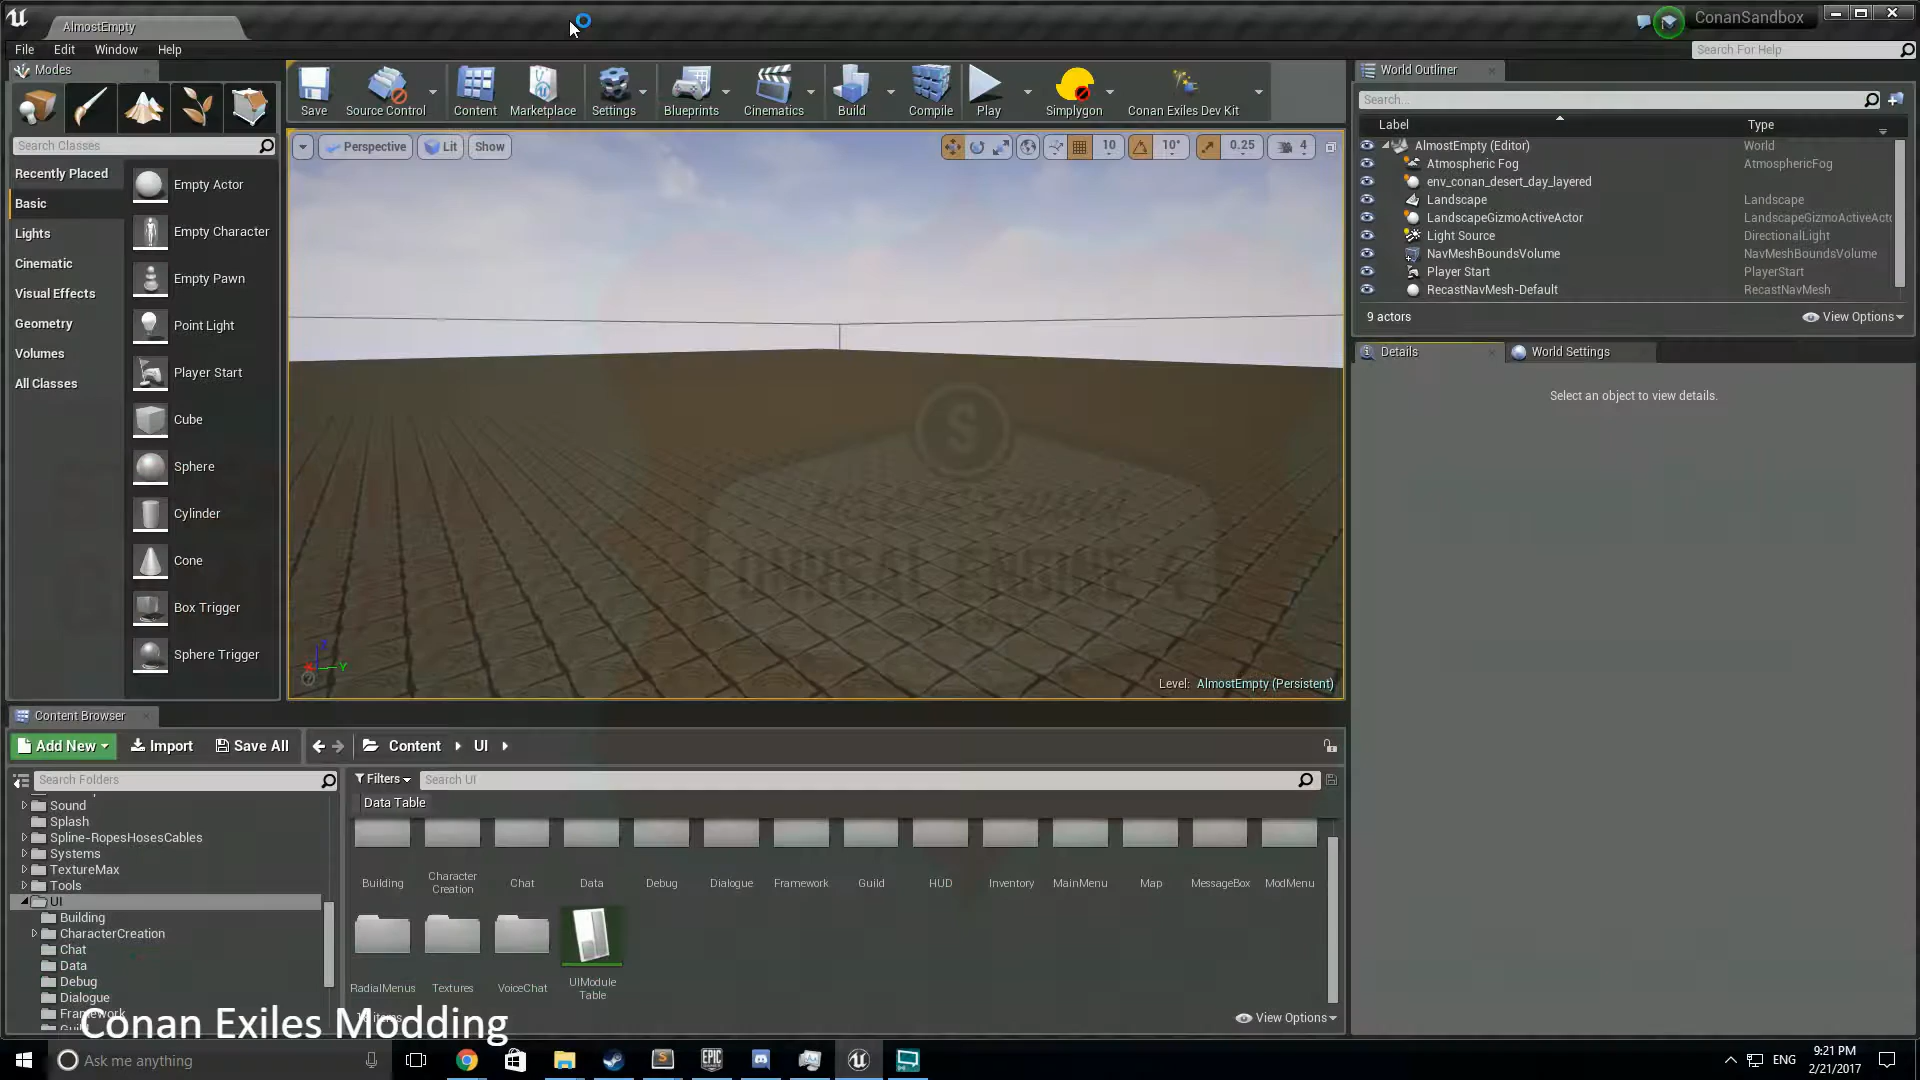 AlmostEmpty
ConanSandbox
File Edit Window Help
Search For Help
Modes
Save
Source Control
Content
Marketplace
Settings
Blueprints
Cinematics
Build
Compile
Play
Simplygon
Conan Exiles Dev Kit
Search Classes
Recently Placed
Basic
Lights
Cinematic
Visual Effects
Geometry
Volumes
All Classes
Empty Actor
Empty Character
Empty Pawn
Point Light
Player Start
Cube
Sphere
Cylinder
Cone
Box Trigger
Sphere Trigger
Perspective
Lit
Show
10
10°
0.25
4
Y
Level: AlmostEmpty (Persistent)
World Outliner
Search...
Label Type
AlmostEmpty (Editor) World
Atmospheric Fog AtmosphericFog
env_conan_desert_day_layered
Landscape Landscape
LandscapeGizmoActiveActor LandscapeGizmoActiveActo
Light Source DirectionalLight
NavMeshBoundsVolume NavMeshBoundsVolume
Player Start PlayerStart
RecastNavMesh-Default RecastNavMesh
9 actors
View Options
Details
World Settings
Select an object to view details.
Content Browser
Add New
Import
Save All
Content
UI
Search Folders
Filters
Search UI
Data Table
Sound
Splash
Spline-RopesHosesCables
Systems
TextureMax
Tools
UI
Building
CharacterCreation
Chat
Data
Debug
Dialogue
Framework
Building
Character
Creation
Chat
Data
Debug
Dialogue
Framework
Guild
HUD
Inventory
MainMenu
Map
MessageBox
ModMenu
RadialMenus
Textures
VoiceChat
UIModule
Table
View Options
Conan Exiles Modding
Ask me anything
EPIC
ENG
9:21 PM
2/21/2017